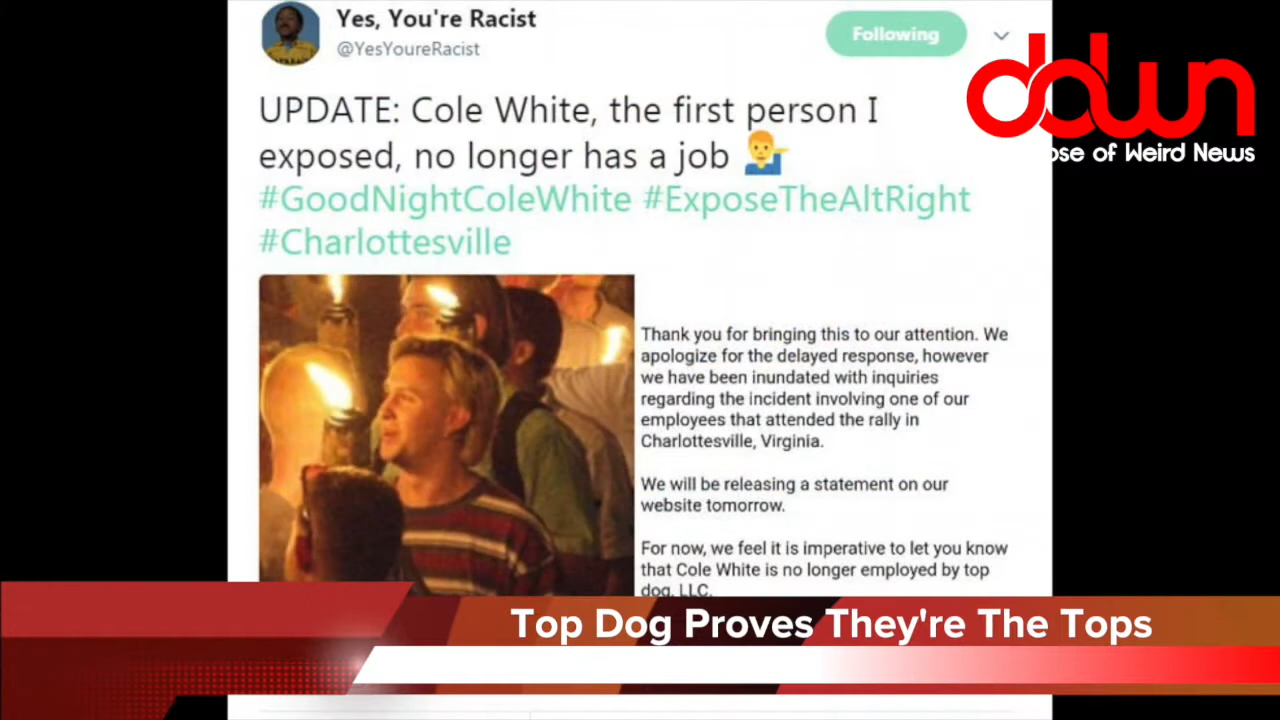 Yes, You're Racist
@YesYoureRacist
Following
down
ose of Weird News
UPDATE: Cole White, the first person I
exposed, no longer has a job
#GoodNightColeWhite #ExposeTheAltRight
#Charlottesville
Thank you for bringing this to our attention. We
apologize for the delayed response, however
we have been inundated with inquiries
regarding the incident involving one of our
employees that attended the rally in
Charlottesville, Virginia.
We will be releasing a statement on our
website tomorrow.
For now, we feel it is imperative to let you know
that Cole White is no longer employed by top
dog, LLC.
Top Dog Proves They're The Tops